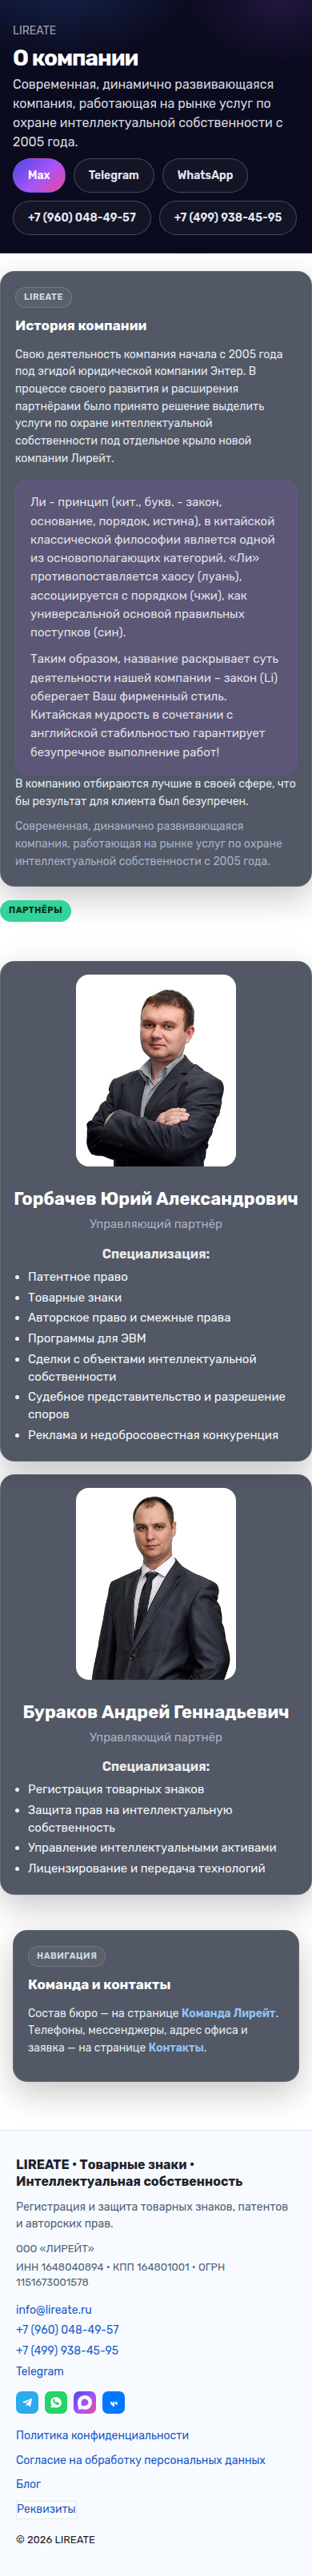 LIREATE
О компании
Современная, динамично развивающаяся
компания, работающая на рынке услуг по
охране интеллектуальной собственности с
2005 года.
Max
Telegram
WhatsApp
+7 (960) 048-49-57
+7 (499) 938-45-95
LIREATE
История компании
Свою деятельность компания начала с 2005 года
под эгидой юридической компании Энтер. В
процессе своего развития и расширения
партнёрами было принято решение выделить
услуги по охране интеллектуальной
собственности под отдельное крыло новой
компании Лирейт.
Ли - принцип (кит., букв. - закон,
основание, порядок, истина), в китайской
классической философии является одной
из основополагающих категорий. «Ли»
противопоставляется хаосу (луань),
ассоциируется с порядком (чжи), как
универсальной основой правильных
поступков (син).
Таким образом, название раскрывает суть
деятельности нашей компании – закон (Li)
оберегает Ваш фирменный стиль.
Китайская мудрость в сочетании с
английской стабильностью гарантирует
безупречное выполнение работ!
В компанию отбираются лучшие в своей сфере, что
бы результат для клиента был безупречен.
Современная, динамично развивающаяся
компания, работающая на рынке услуг по охране
интеллектуальной собственности с 2005 года.
ПАРТНЁРЫ
Горбачев Юрий Александрович
Управляющий партнёр
Специализация:
• Патентное право
• Товарные знаки
• Авторское право и смежные права
• Программы для ЭВМ
• Сделки с объектами интеллектуальной
собственности
• Судебное представительство и разрешение
споров
• Реклама и недобросовестная конкуренция
Бураков Андрей Геннадьевич
Управляющий партнёр
Специализация:
• Регистрация товарных знаков
• Защита прав на интеллектуальную
собственность
• Управление интеллектуальными активами
• Лицензирование и передача технологий
НАВИГАЦИЯ
Команда и контакты
Состав бюро — на странице Команда Лирейт.
Телефоны, мессенджеры, адрес офиса и
заявка — на странице Контакты.
LIREATE • Товарные знаки •
Интеллектуальная собственность
Регистрация и защита товарных знаков, патентов
и авторских прав.
ООО «ЛИРЕЙТ»
ИНН 1648040894 • КПП 164801001 • ОГРН
1151673001578
info@lireate.ru
+7 (960) 048-49-57
+7 (499) 938-45-95
Telegram
Политика конфиденциальности
Согласие на обработку персональных данных
Блог
Реквизиты
© 2026 LIREATE